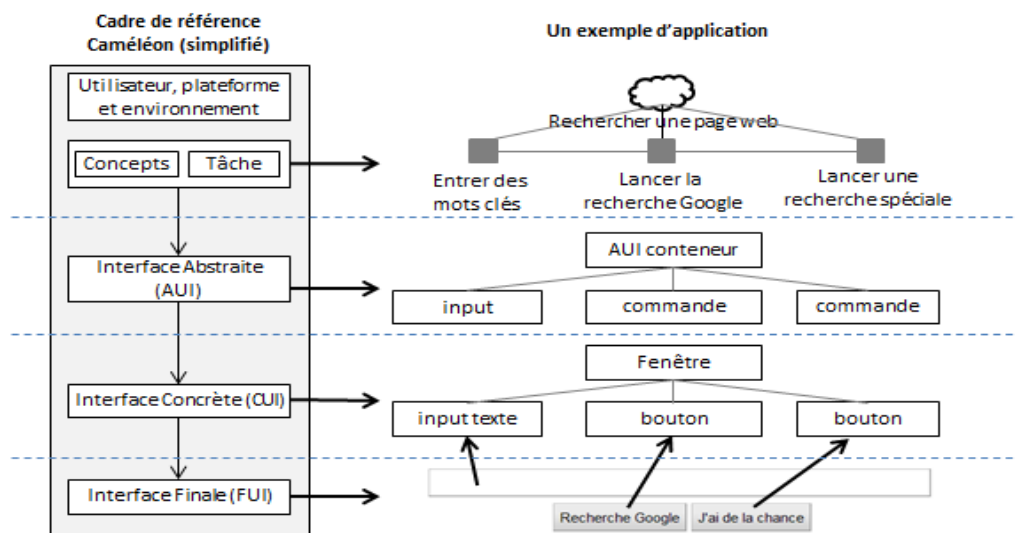 Cadre de référence
Caméléon (simplifié)
Un exemple d'application
Utilisateur, plateforme
et environnement
Rechercher une page web
Concepts
Tâche
Entrer des
mots clés
Lancer la
recherche Google
Lancer une
recherche spéciale
Interface Abstraite
(AUI)
AUI conteneur
input
commande
commande
Fenêtre
Interface Concrète (CUI)
input texte
bouton
bouton
Interface Finale (FUI)
Recherche Google
J'ai de la chance